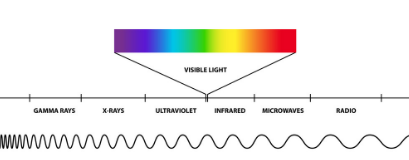 VISIBLE LIGHT
GAMMA RAYS X-RAYS ULTRAVIOLET INFRARED MICROWAVES RADIO